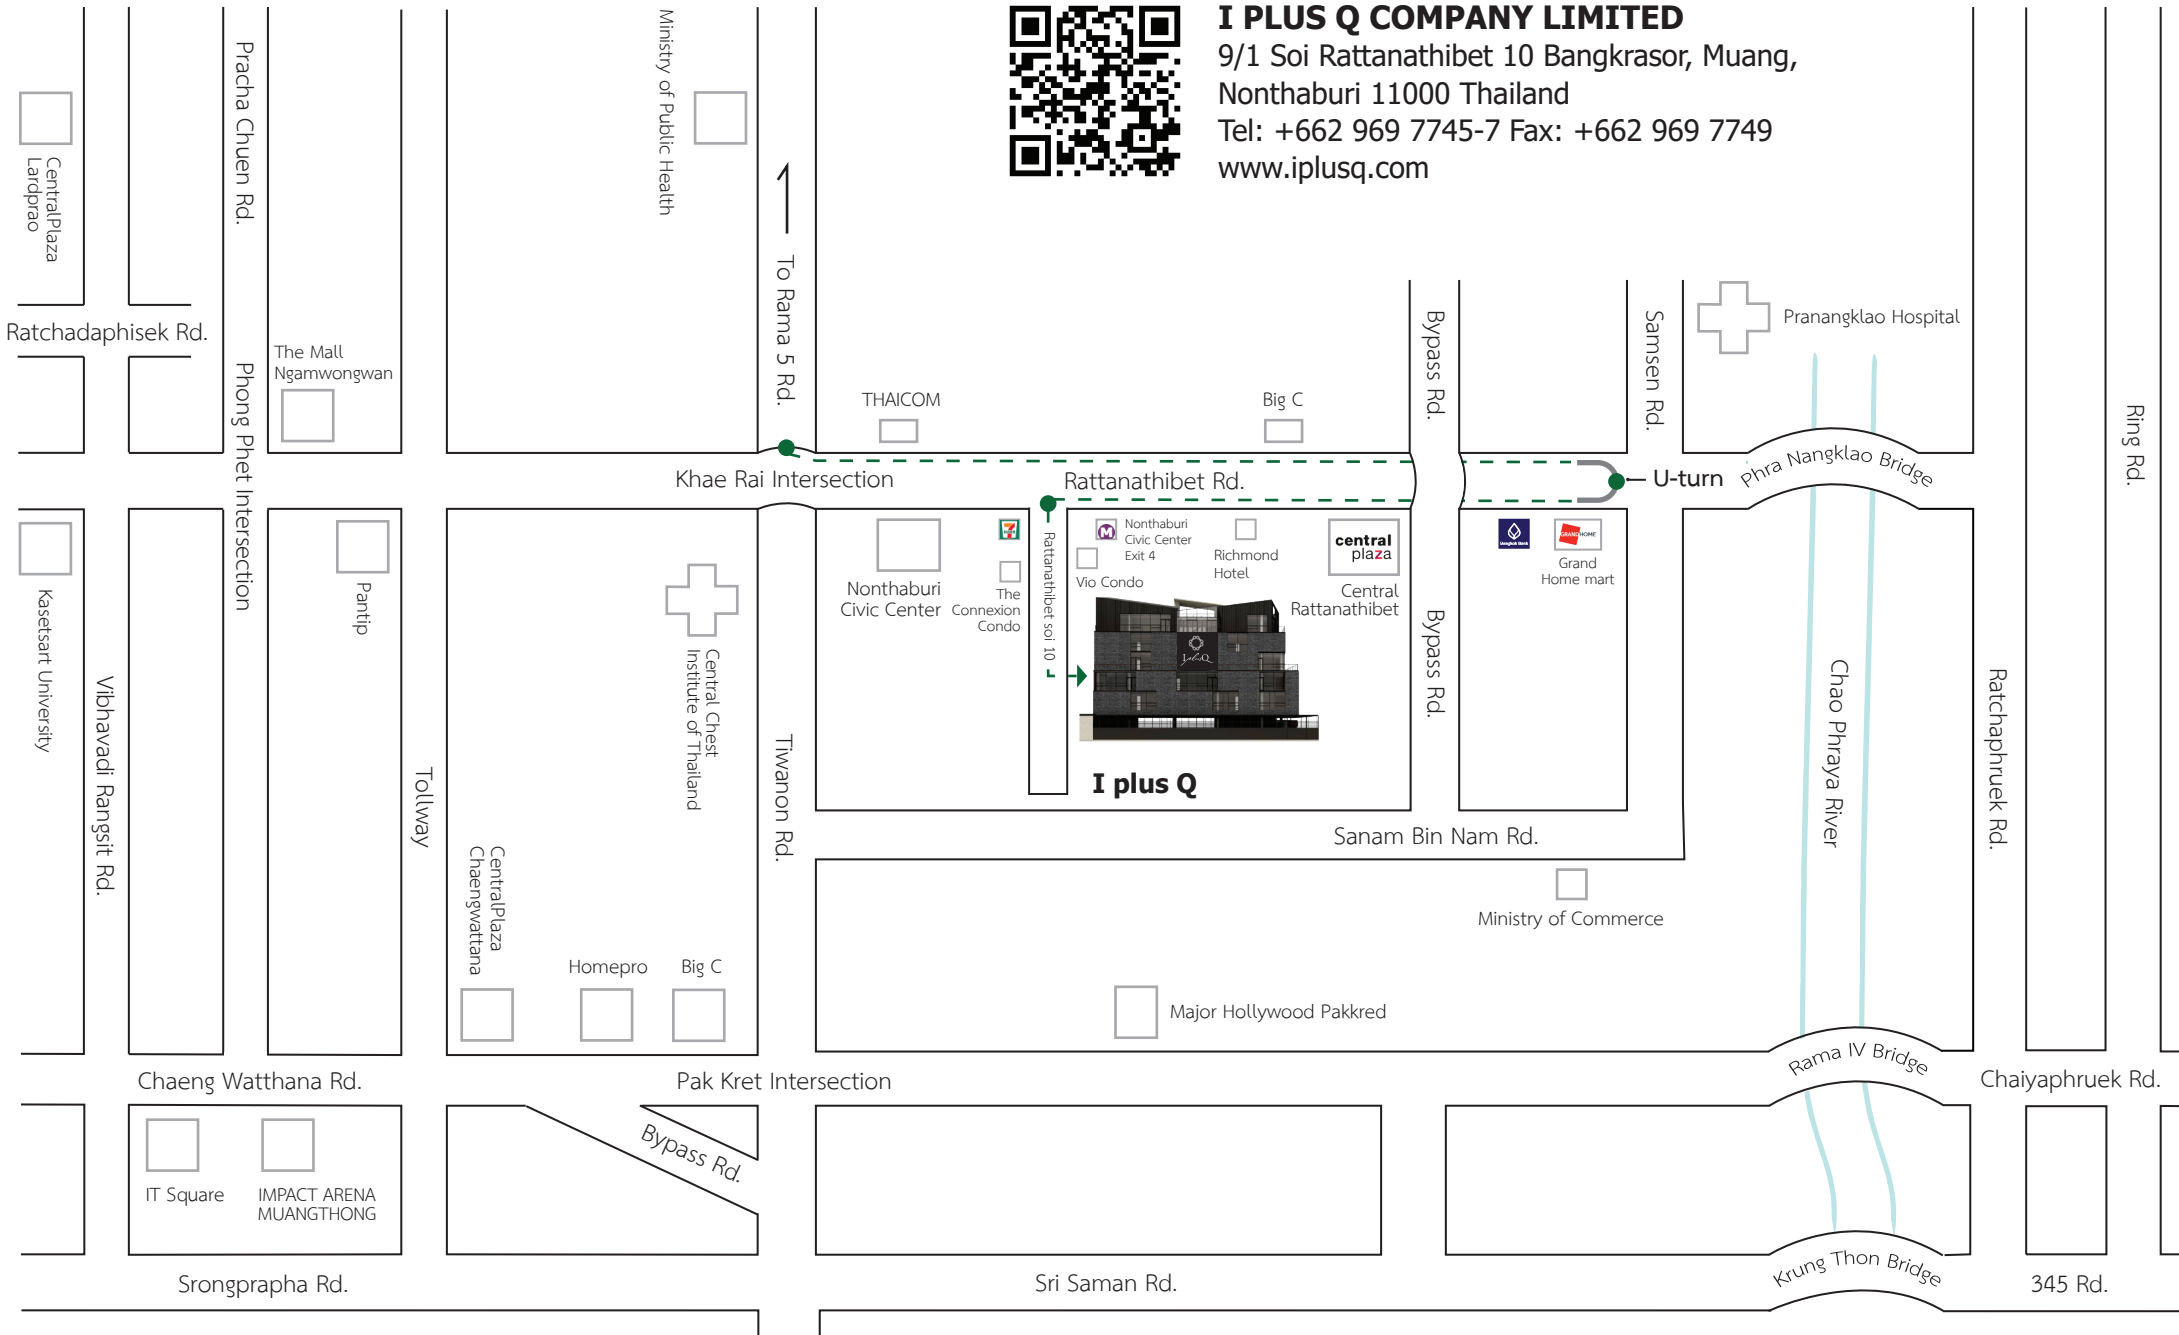 I PLUS Q COMPANY LIMITED
9/1 Soi Rattanathibet 10 Bangkrasor, Muang,
Nonthaburi 11000 Thailand
Tel: +662 969 7745-7 Fax: +662 969 7749
www.iplusq.com
CentralPlaza
Lardprao
Pracha Chuen Rd.
Ministry of Public Health
To Rama 5 Rd.
Ratchadaphisek Rd.
The Mall
Ngamwongwan
Phong Phet Intersection
THAICOM
Big C
Bypass Rd.
Samsen Rd.
Pranangklao Hospital
Ring Rd.
Khae Rai Intersection
Rattanathibet Rd.
U-turn
Phra Nangklao Bridge
Kasetsart University
Vibhavadi Rangsit Rd.
Pantip
Tollway
Central Chest
Institute of Thailand
Tiwanon Rd.
Nonthaburi
Civic Center
7
The
Connexion
Condo
Rattanathibet soi 10
M
Nonthaburi
Civic Center
Exit 4
Vio Condo
Richmond
Hotel
central
plaza
Central
Rattanathibet
Bangkok Bank
GRAND HOME
Grand
Home mart
I plus Q
I plus Q
Bypass Rd.
Sanam Bin Nam Rd.
Chao Phraya River
Ratchaphruek Rd.
Ministry of Commerce
CentralPlaza
Chaengwattana
Homepro
Big C
Major Hollywood Pakkred
Chaeng Watthana Rd.
Pak Kret Intersection
Rama IV Bridge
Chaiyaphruek Rd.
Bypass Rd.
IT Square
IMPACT ARENA
MUANGTHONG
Srongprapha Rd.
Sri Saman Rd.
Krung Thon Bridge
345 Rd.